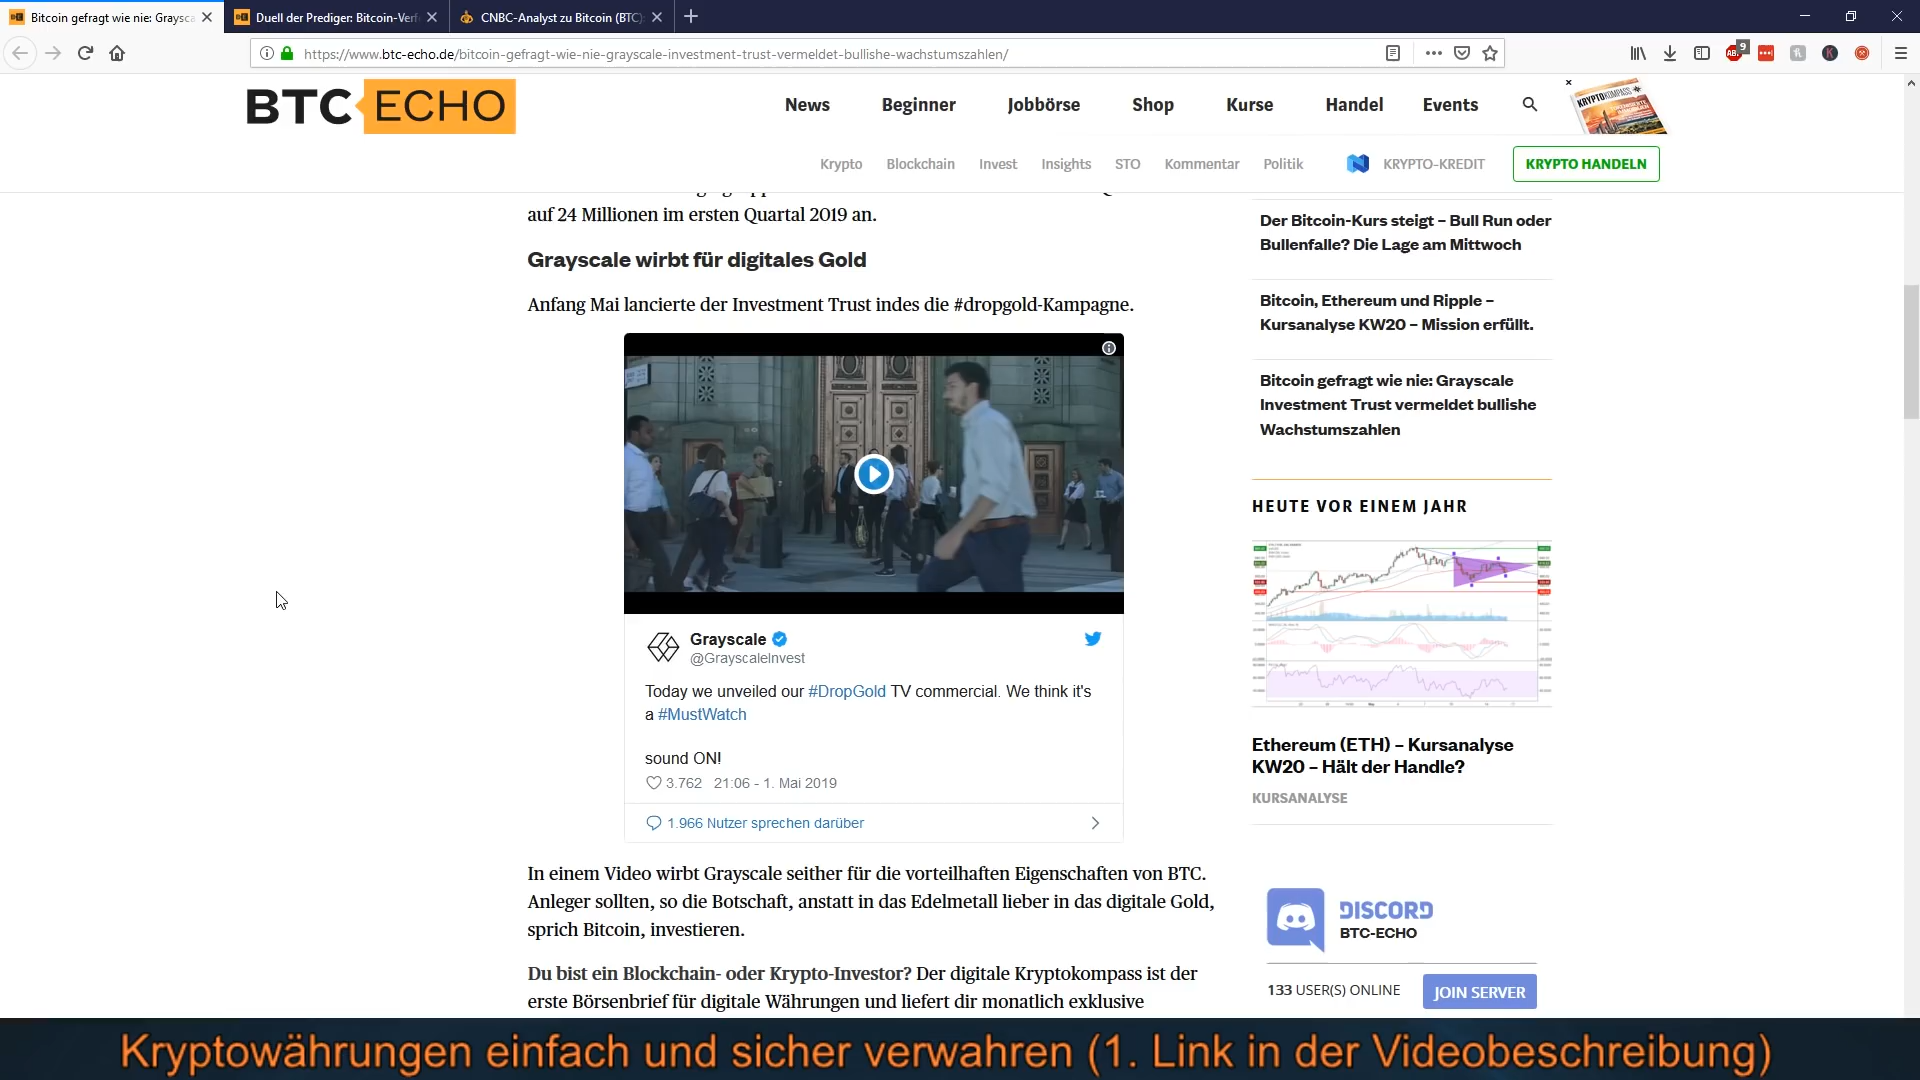 Bitcoin gefragt wie nie: Graysca
Duell der Prediger: Bitcoin-Verf
CNBC-Analyst zu Bitcoin (BTC):
https://www.btc-echo.de/bitcoin-gefragt-wie-nie-grayscale-investment-trust-vermeldet-bullishe-wachstumszahlen/
9
BTC ECHO
News Beginner Jobbörse Shop Kurse Handel Events
KRYPTOKOMPASS
Krypto Blockchain Invest Insights STO Kommentar Politik KRYPTO-KREDIT KRYPTO HANDELN
auf 24 Millionen im ersten Quartal 2019 an.
Grayscale wirbt für digitales Gold
Anfang Mai lancierte der Investment Trust indes die #dropgold-Kampagne.
Grayscale
@GrayscaleInvest
Today we unveiled our #DropGold TV commercial. We think it's
a #MustWatch
sound ON!
3.762 21:06 - 1. Mai 2019
1.966 Nutzer sprechen darüber
In einem Video wirbt Grayscale seither für die vorteilhaften Eigenschaften von BTC.
Anleger sollten, so die Botschaft, anstatt in das Edelmetall lieber in das digitale Gold,
sprich Bitcoin, investieren.
Du bist ein Blockchain- oder Krypto-Investor? Der digitale Kryptokompass ist der
erste Börsenbrief für digitale Währungen und liefert dir monatlich exklusive
Der Bitcoin-Kurs steigt – Bull Run oder
Bullenfalle? Die Lage am Mittwoch
Bitcoin, Ethereum und Ripple –
Kursanalyse KW20 – Mission erfüllt.
Bitcoin gefragt wie nie: Grayscale
Investment Trust vermeldet bullishe
Wachstumszahlen
HEUTE VOR EINEM JAHR
Ethereum (ETH) – Kursanalyse
KW20 – Hält der Handle?
KURSANALYSE
DISCORD
BTC-ECHO
133 USER(S) ONLINE
JOIN SERVER
Kryptowährungen einfach und sicher verwahren (1. Link in der Videobeschreibung)